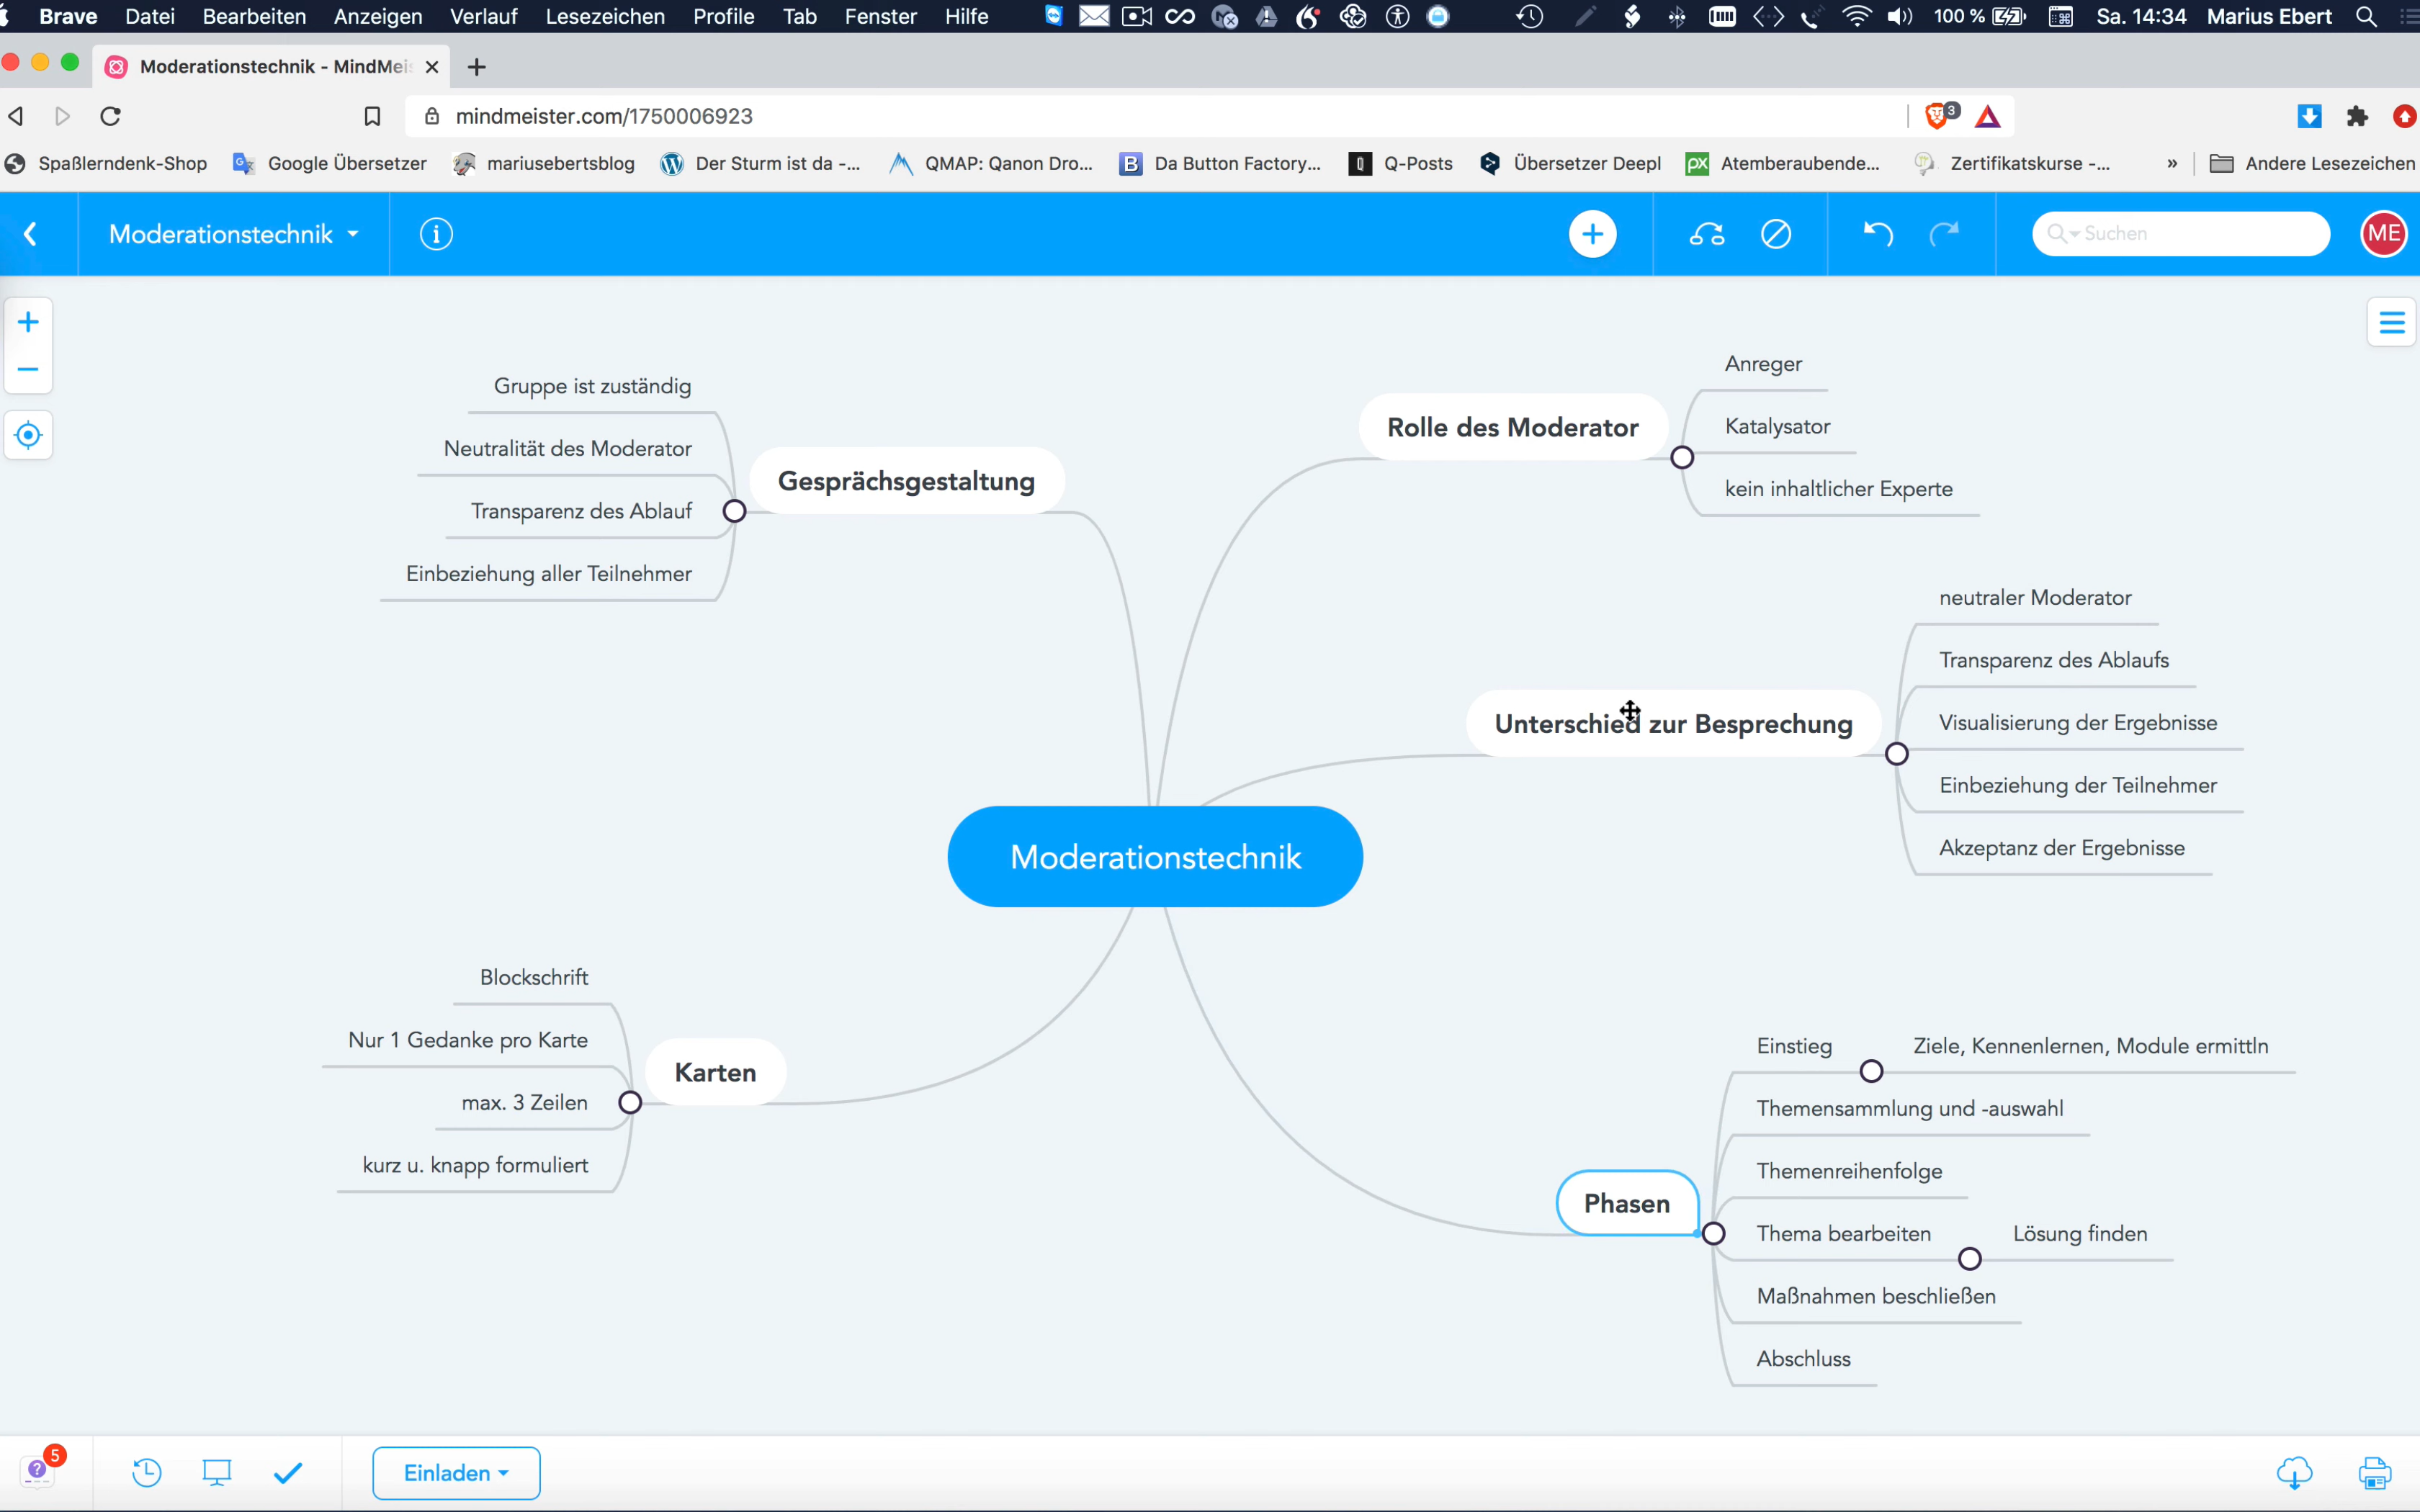 Brave Datei Bearbeiten Anzeigen Verlauf Lesezeichen Profile Tab Fenster Hilfe 100 % Sa. 14:34 Marius Ebert
Moderationstechnik - MindMeis
mindmeister.com/1750006923 3
Spaßlerndenk-Shop Google Übersetzer mariusebertsblog Der Sturm ist da -... QMAP: Qanon Dro... Da Button Factory... Q-Posts Übersetzer Deepl Atemberaubende... Zertifikatskurse -... » Andere Lesezeichen
Moderationstechnik Suchen ME
Gesprächsgestaltung
Gruppe ist zuständig
Neutralität des Moderator
Transparenz des Ablauf
Einbeziehung aller Teilnehmer
Rolle des Moderator
Anreger
Katalysator
kein inhaltlicher Experte
Unterschied zur Besprechung
neutraler Moderator
Transparenz des Ablaufs
Visualisierung der Ergebnisse
Einbeziehung der Teilnehmer
Akzeptanz der Ergebnisse
Moderationstechnik
Karten
Blockschrift
Nur 1 Gedanke pro Karte
max. 3 Zeilen
kurz u. knapp formuliert
Phasen
Einstieg Ziele, Kennenlernen, Module ermittln
Themensammlung und -auswahl
Themenreihenfolge
Thema bearbeiten Lösung finden
Maßnahmen beschließen
Abschluss
5 Einladen